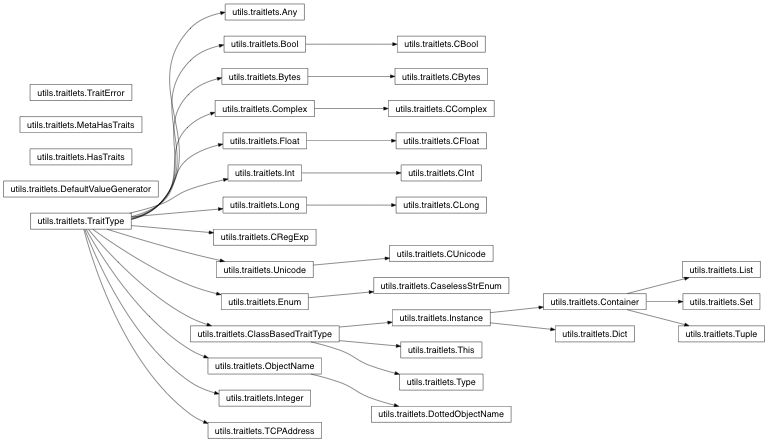 utils.traitlets.Any
utils.traitlets.Bool
utils.traitlets.CBool
utils.traitlets.Bytes
utils.traitlets.CBytes
utils.traitlets.TraitError
utils.traitlets.Complex
utils.traitlets.CComplex
utils.traitlets.MetaHasTraits
utils.traitlets.Float
utils.traitlets.CFloat
utils.traitlets.HasTraits
utils.traitlets.Int
utils.traitlets.CInt
utils.traitlets.DefaultValueGenerator
utils.traitlets.Long
utils.traitlets.CLong
utils.traitlets.TraitType
utils.traitlets.CRegExp
utils.traitlets.CUnicode
utils.traitlets.Unicode
utils.traitlets.List
utils.traitlets.CaselessStrEnum
utils.traitlets.Enum
utils.traitlets.Container
utils.traitlets.Set
utils.traitlets.Instance
utils.traitlets.ClassBasedTraitType
utils.traitlets.Dict
utils.traitlets.Tuple
utils.traitlets.This
utils.traitlets.ObjectName
utils.traitlets.Type
utils.traitlets.Integer
utils.traitlets.DottedObjectName
utils.traitlets.TCPAddress